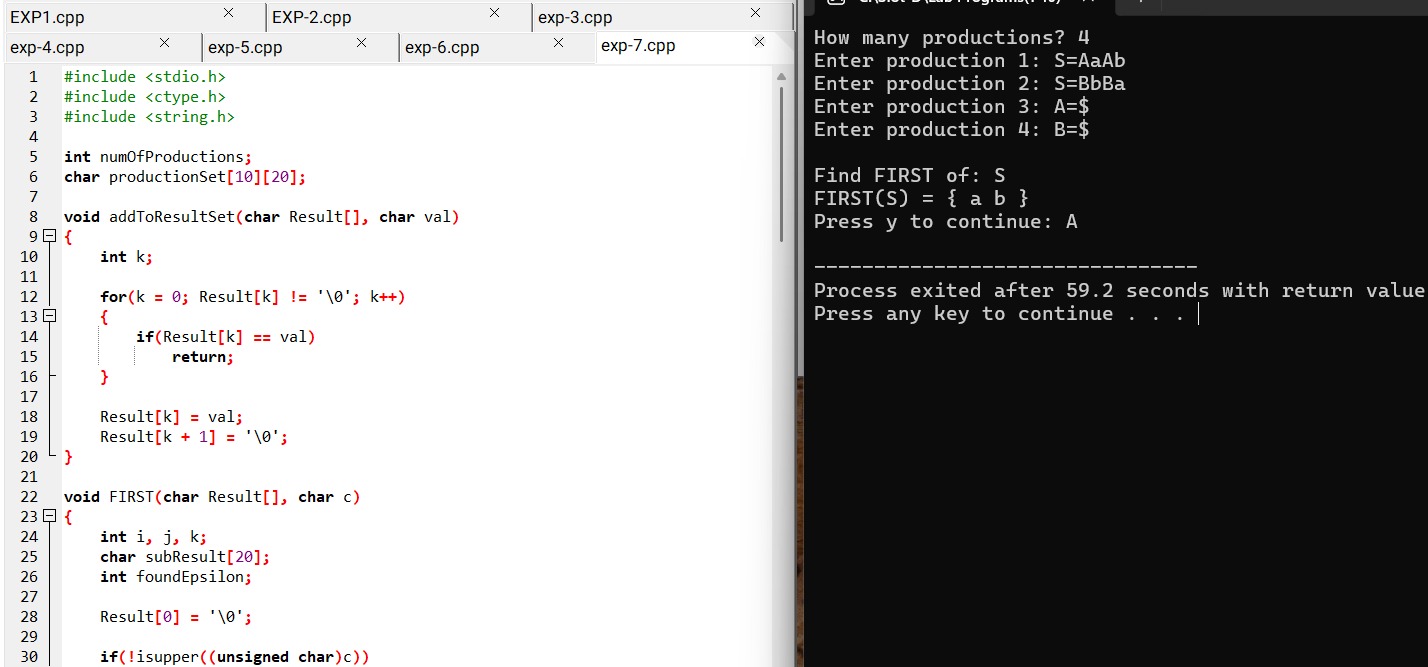 EXP1.cpp
EXP-2.cpp
exp-3.cpp
exp-4.cpp
exp-5.cpp
exp-6.cpp
exp-7.cpp
1 #include <stdio.h>
2 #include <ctype.h>
3 #include <string.h>
4
5 int numOfProductions;
6 char productionSet[10][20];
7
8 void addToResultSet(char Result[], char val)
9 {
10     int k;
11
12     for(k = 0; Result[k] != '\0'; k++)
13     {
14         if(Result[k] == val)
15             return;
16     }
17
18     Result[k] = val;
19     Result[k + 1] = '\0';
20 }
21
22 void FIRST(char Result[], char c)
23 {
24     int i, j, k;
25     char subResult[20];
26     int foundEpsilon;
27
28     Result[0] = '\0';
29
30     if(!isupper((unsigned char)c))
How many productions? 4
Enter production 1: S=AaAb
Enter production 2: S=BbBa
Enter production 3: A=$
Enter production 4: B=$
Find FIRST of: S
FIRST(S) = { a b }
Press y to continue: A
--------------------------------
Process exited after 59.2 seconds with return value
Press any key to continue . . .